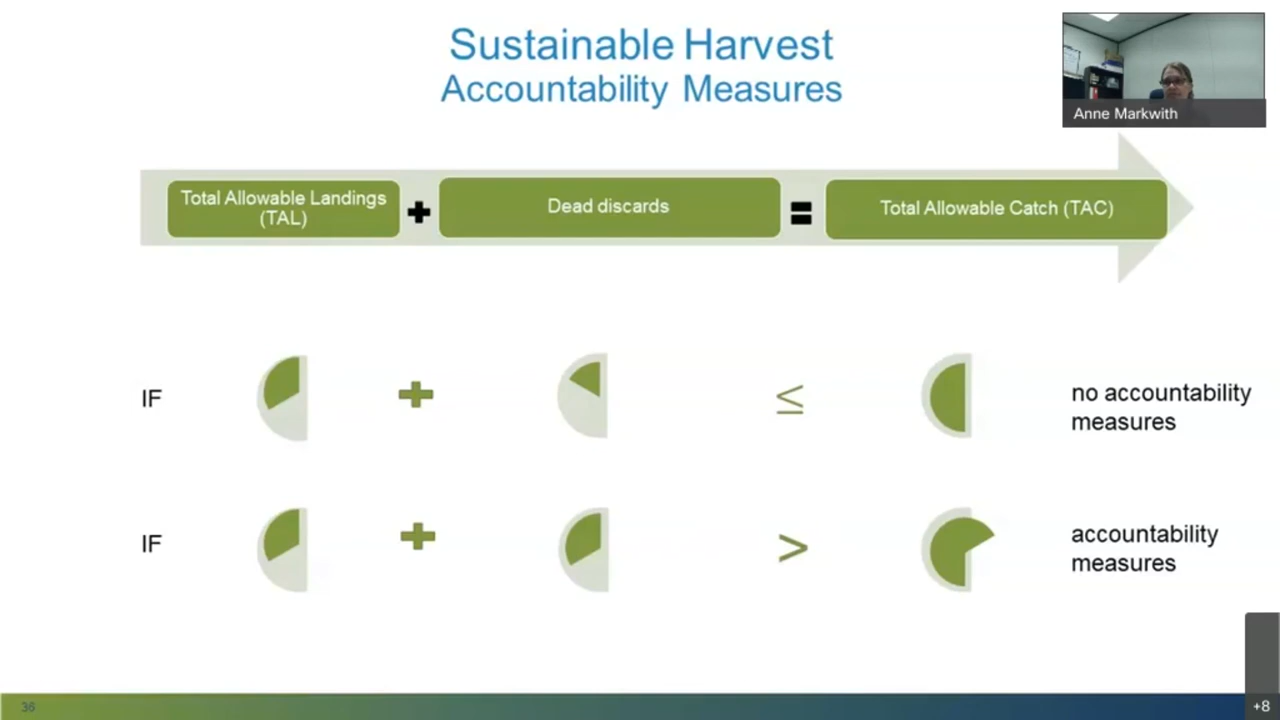 Sustainable Harvest
Accountability Measures
Anne Markwith
Total Allowable Landings
(TAL)
+
Dead discards
=
Total Allowable Catch (TAC)
IF
+
≤
no accountability
measures
IF
+
>
accountability
measures
36
+8